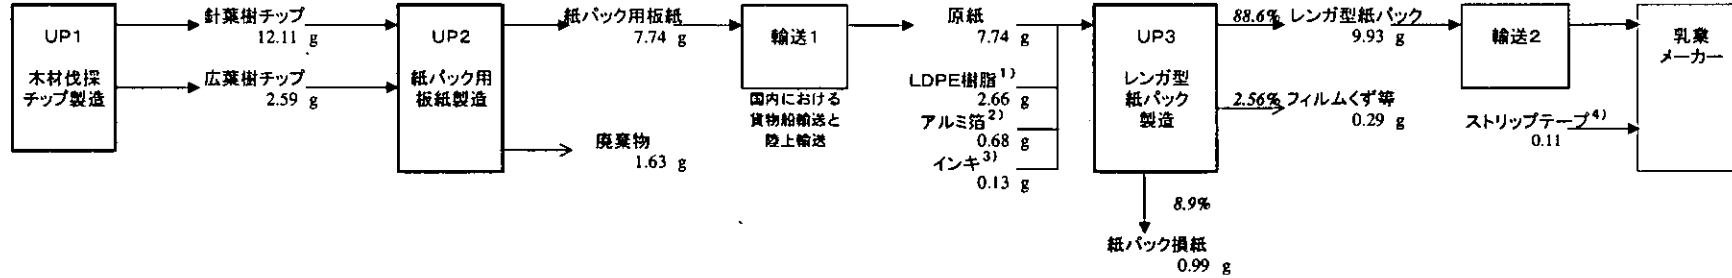 UP1
木材伐採
チップ製造
針葉樹チップ
12.11 g
広葉樹チップ
2.59 g
UP2
紙パック用
板紙製造
紙パック用板紙
7.74 g
廃棄物
1.63 g
輸送1
国内における
貨物船輸送と
陸上輸送
原紙
7.74 g
LDPE樹脂1)
2.66 g
アルミ箔2)
0.68 g
インキ3)
0.13 g
UP3
レンガ型
紙パック
製造
88.6% レンガ型紙パック
9.93 g
2.56% フィルムくず等
0.29 g
8.9%
紙パック損紙
0.99 g
輸送2
ストリップテープ4)
0.11
乳業
メーカー